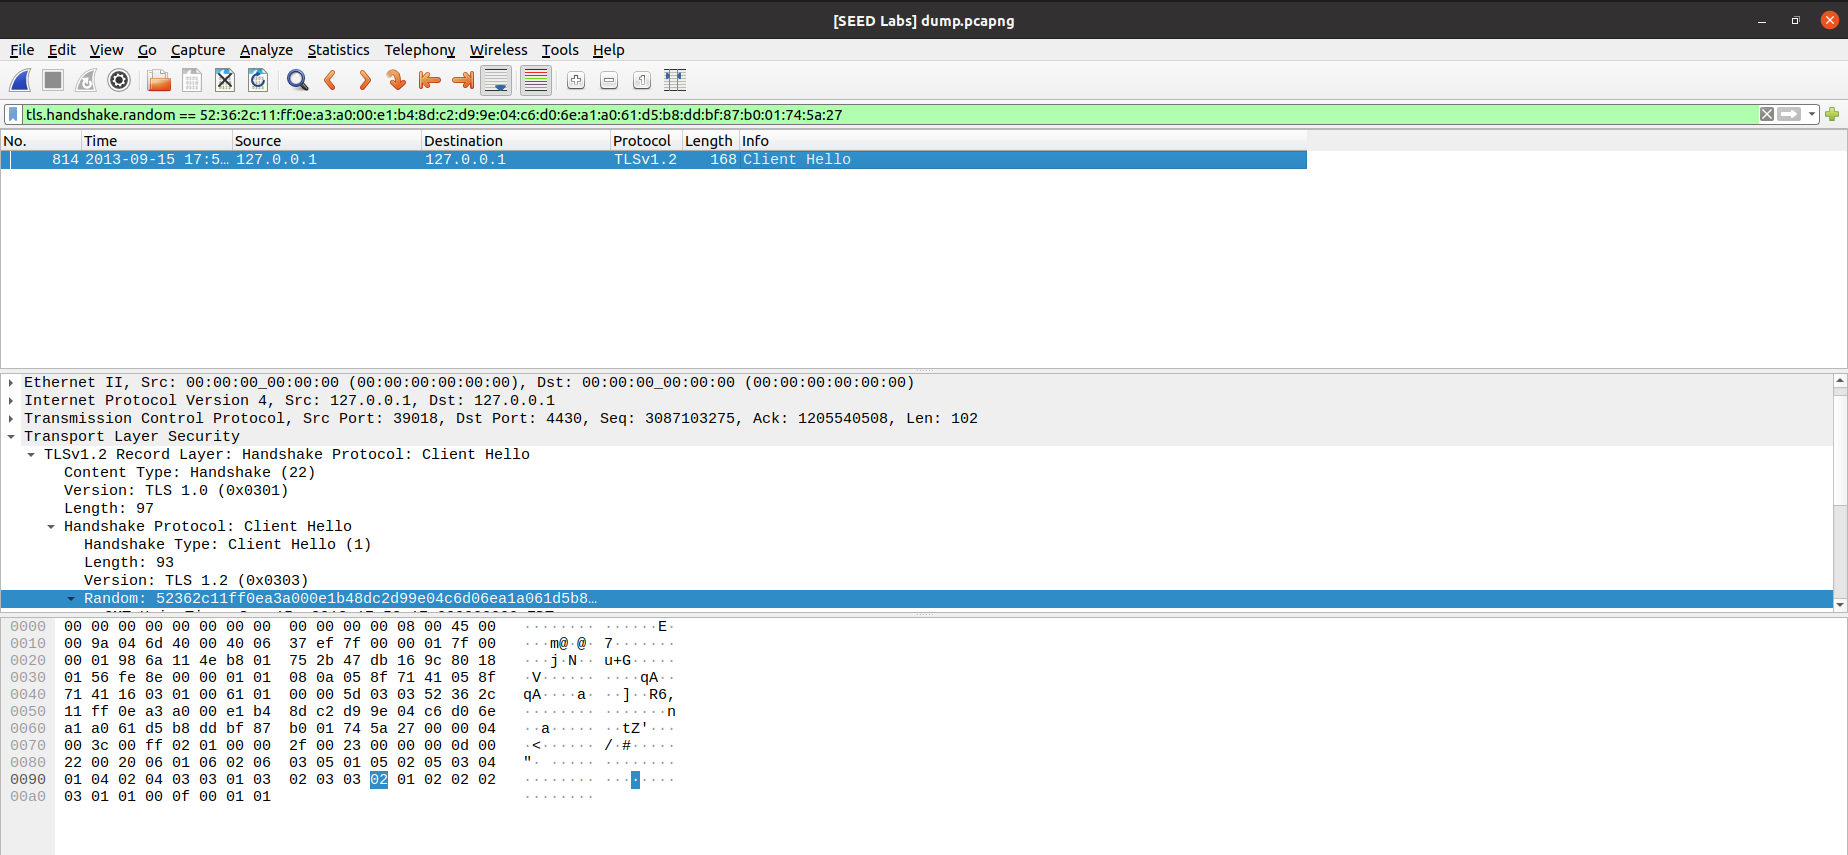 [SEED Labs] dump.pcapng
File Edit View Go Capture Analyze Statistics Telephony Wireless Tools Help
tls.handshake.random == 52:36:2c:11:ff:0e:a3:a0:00:e1:b4:8d:c2:d9:9e:04:c6:d0:6e:a1:a0:61:d5:b8:dd:bf:87:b0:01:74:5a:27
No. Time Source Destination Protocol Length Info
814 2013-09-15 17:5… 127.0.0.1 127.0.0.1 TLSv1.2 168 Client Hello
Ethernet II, Src: 00:00:00_00:00:00 (00:00:00:00:00:00), Dst: 00:00:00_00:00:00 (00:00:00:00:00:00)
Internet Protocol Version 4, Src: 127.0.0.1, Dst: 127.0.0.1
Transmission Control Protocol, Src Port: 39018, Dst Port: 4430, Seq: 3087103275, Ack: 1205540508, Len: 102
Transport Layer Security
TLSv1.2 Record Layer: Handshake Protocol: Client Hello
Content Type: Handshake (22)
Version: TLS 1.0 (0x0301)
Length: 97
Handshake Protocol: Client Hello
Handshake Type: Client Hello (1)
Length: 93
Version: TLS 1.2 (0x0303)
Random: 52362c11ff0ea3a000e1b48dc2d99e04c6d06ea1a061d5b8…
0000 00 00 00 00 00 00 00 00 00 00 00 00 08 00 45 00 ········ ······E·
0010 00 9a 04 6d 40 00 40 06 37 ef 7f 00 00 01 7f 00 ···m@·@· 7·······
0020 00 01 98 6a 11 4e b8 01 75 2b 47 db 16 9c 80 18 ···j·N·· u+G·····
0030 01 56 fe 8e 00 00 01 01 08 0a 05 8f 71 41 05 8f ·V······ ····qA··
0040 71 41 16 03 01 00 61 01 00 00 5d 03 03 52 36 2c qA····a· ··]··R6,
0050 11 ff 0e a3 a0 00 e1 b4 8d c2 d9 9e 04 c6 d0 6e ········ ·······n
0060 a1 a0 61 d5 b8 dd bf 87 b0 01 74 5a 27 00 00 04 ··a····· ··tZ'···
0070 00 3c 00 ff 02 01 00 00 2f 00 23 00 00 00 0d 00 ·<······ /·#·····
0080 22 00 20 06 01 06 02 06 03 05 01 05 02 05 03 04 "· ····· ········
0090 01 04 02 04 03 03 01 03 02 03 03 02 01 02 02 02 ········ ········
00a0 03 01 01 00 0f 00 01 01 ········